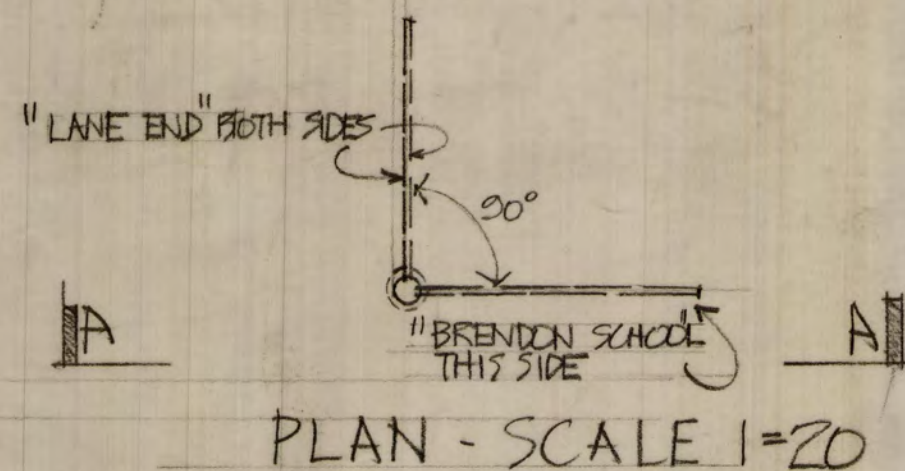 "LANE END" BOTH SIDES
90°
A
"BRENDON SCHOOL"
THIS SIDE
A
PLAN - SCALE 1=20